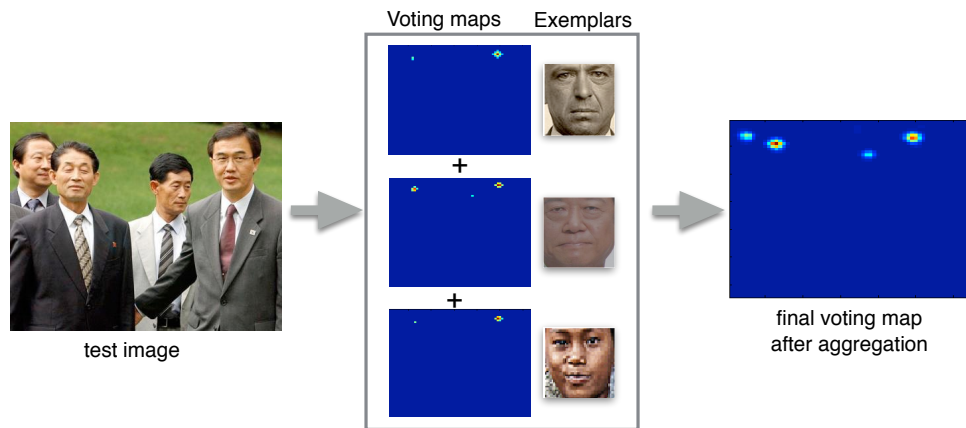 Voting maps
Exemplars
+
+
test image
final voting map
after aggregation